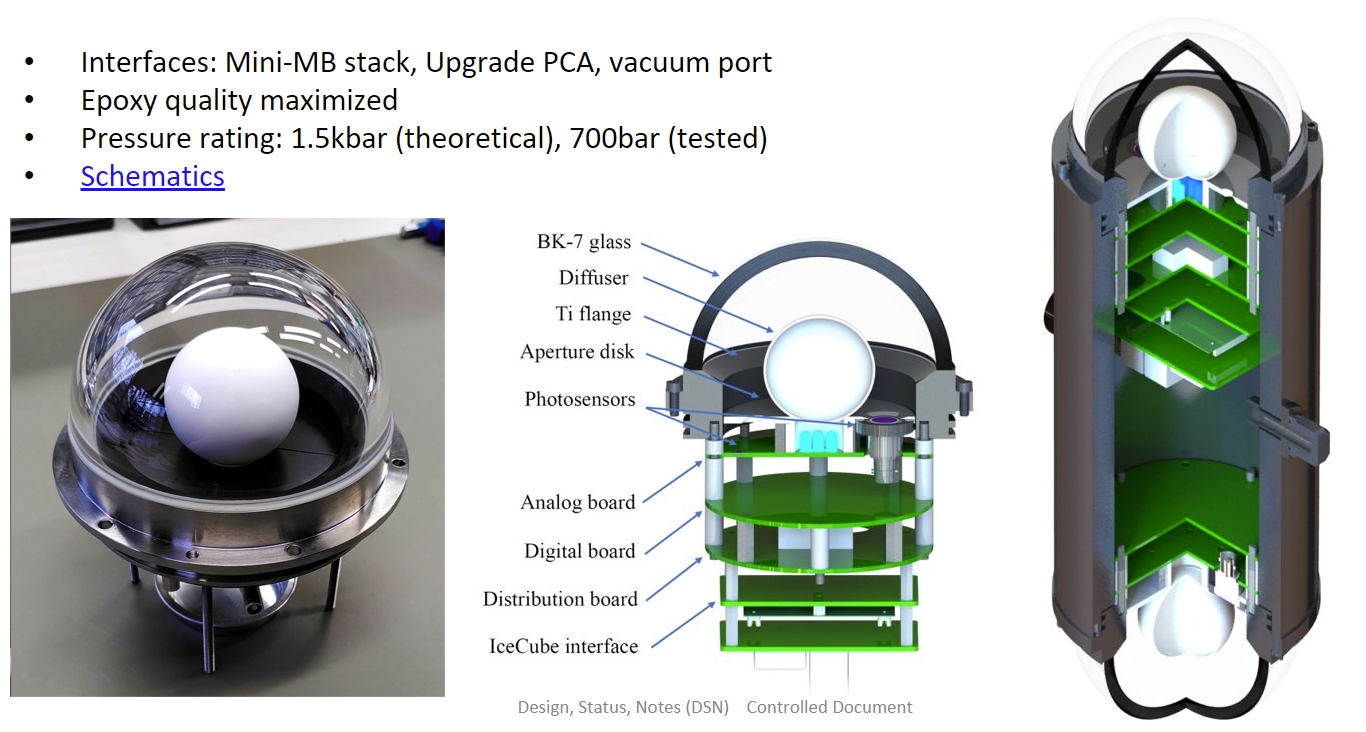 • Interfaces: Mini-MB stack, Upgrade PCA, vacuum port
• Epoxy quality maximized
• Pressure rating: 1.5kbar (theoretical), 700bar (tested)
• Schematics
BK-7 glass
Diffuser
Ti flange
Aperture disk
Photosensors
Analog board
Digital board
Distribution board
IceCube interface
Design, Status, Notes (DSN) Controlled Document